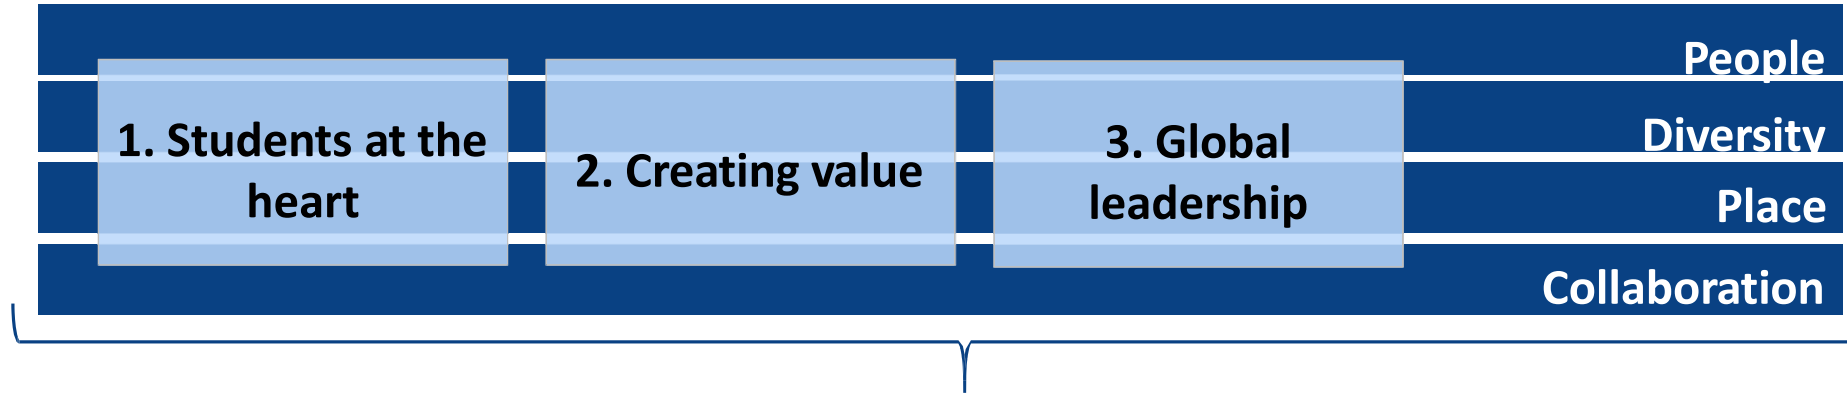 1. Students at the
heart
2. Creating value
3. Global
leadership
People
Diversity
Place
Collaboration